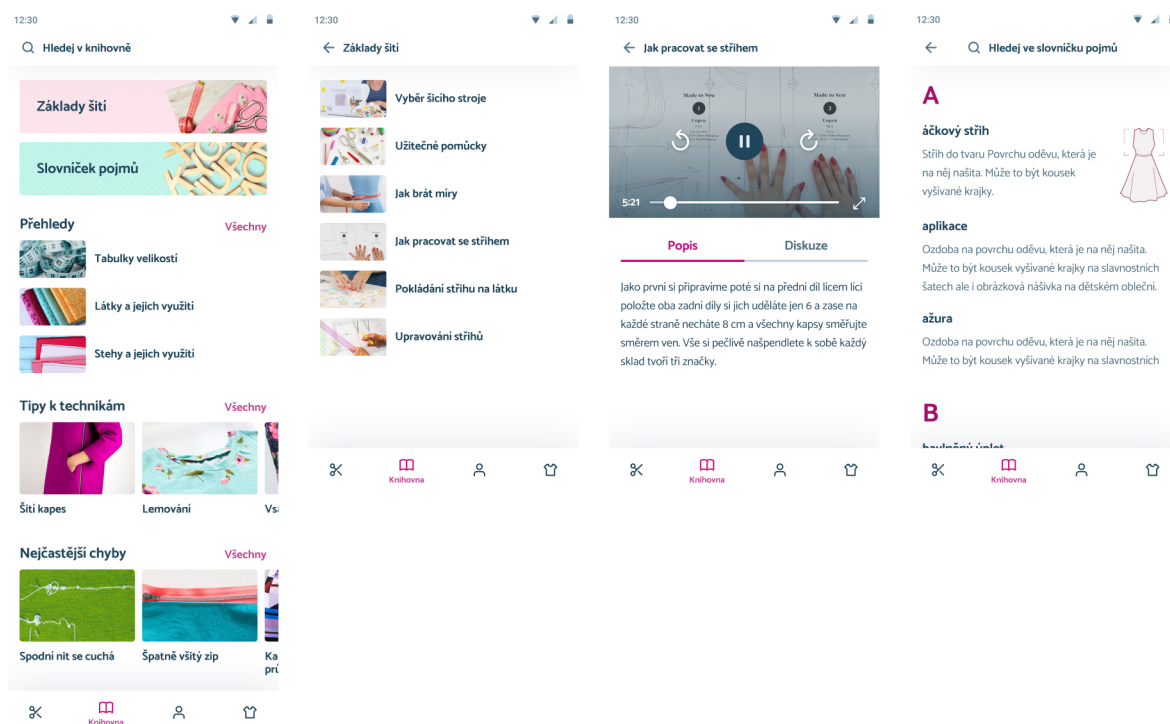 12:30
Hledej v knihovně
Základy šití
Slovníček pojmů
Přehledy
Všechny
Tabulky velikostí
Látky a jejich využití
Stehy a jejich využití
Tipy k technikám
Všechny
Šití kapes
Lemování
Nejčastější chyby
Všechny
Spodní nit se cuchá
Špatně všitý zip
Knihovna
12:30
Základy šití
Vyběr šicího stroje
Užitečné pomůcky
Jak brát míry
Jak pracovat se střihem
Pokládání střihu na látku
Upravování střihů
Knihovna
12:30
Jak pracovat se střihem
Made to Sew
1
Copen
Made to Sew
2
Copen
5:21
Popis
Diskuze
Jako první si připravíme poté si na přední díl lícem líci
položte oba zadní díly si jich uděláte jen 6 a zase na
každé straně necháte 8 cm a všechny kapsy směřujte
směrem ven. Vše si pečlivě našpendlete k sobě každý
sklad tvoří tři značky.
Knihovna
12:30
Hledej ve slovníčku pojmů
A
áčkový střih
Střih do tvaru Povrchu oděvu, která je
na něj našita. Může to být kousek
vyšívané krajky.
aplikace
Ozdoba na povrchu oděvu, která je na něj našita.
Může to být kousek vyšívané krajky na slavnostních
šatech ale i obrázková nášivka na dětském obleční.
ažura
Ozdoba na povrchu oděvu, která je na něj našita.
Může to být kousek vyšívané krajky na slavnostních
B
bavlněný úplet
Knihovna